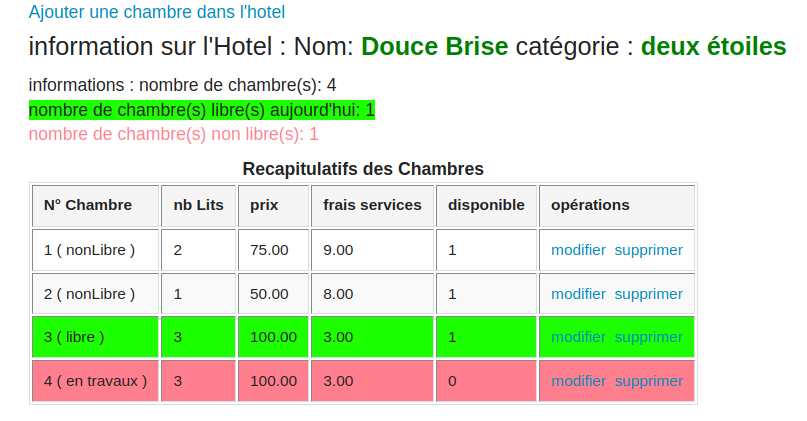 Ajouter une chambre dans l'hotel
information sur l'Hotel : Nom: Douce Brise catégorie : deux étoiles
informations : nombre de chambre(s): 4
nombre de chambre(s) libre(s) aujourd'hui: 1
nombre de chambre(s) non libre(s): 1
Recapitulatifs des Chambres
N° Chambre nb Lits prix frais services disponible opérations
1 ( nonLibre ) 2 75.00 9.00 1 modifier supprimer
2 ( nonLibre ) 1 50.00 8.00 1 modifier supprimer
3 ( libre ) 3 100.00 3.00 1 modifier supprimer
4 ( en travaux ) 3 100.00 3.00 0 modifier supprimer